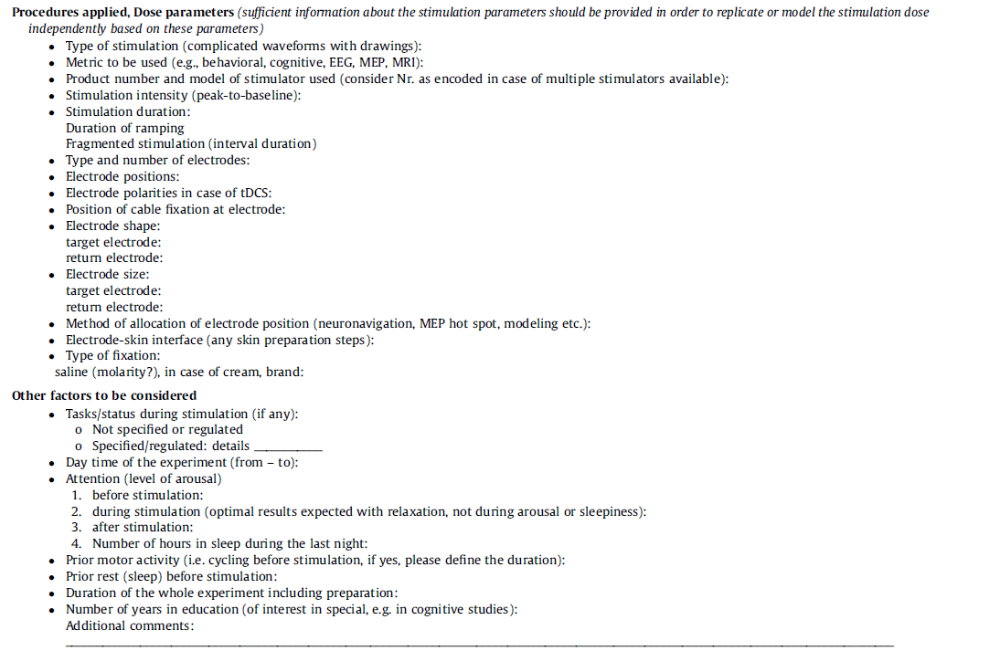 Procedures applied, Dose parameters (sufficient information about the stimulation parameters should be provided in order to replicate or model the stimulation dose
independently based on these parameters)
• Type of stimulation (complicated waveforms with drawings):
• Metric to be used (e.g., behavioral, cognitive, EEG, MEP, MRI):
• Product number and model of stimulator used (consider Nr. as encoded in case of multiple stimulators available):
• Stimulation intensity (peak-to-baseline):
• Stimulation duration:
Duration of ramping
Fragmented stimulation (interval duration)
• Type and number of electrodes:
• Electrode positions:
• Electrode polarities in case of tDCS:
• Position of cable fixation at electrode:
• Electrode shape:
target electrode:
return electrode:
• Electrode size:
target electrode:
return electrode:
• Method of allocation of electrode position (neuronavigation, MEP hot spot, modeling etc.):
• Electrode-skin interface (any skin preparation steps):
• Type of fixation:
saline (molarity?), in case of cream, brand:
Other factors to be considered
• Tasks/status during stimulation (if any):
o Not specified or regulated
o Specified/regulated: details __________
• Day time of the experiment (from – to):
• Attention (level of arousal)
1. before stimulation:
2. during stimulation (optimal results expected with relaxation, not during arousal or sleepiness):
3. after stimulation:
4. Number of hours in sleep during the last night:
• Prior motor activity (i.e. cycling before stimulation, if yes, please define the duration):
• Prior rest (sleep) before stimulation:
• Duration of the whole experiment including preparation:
• Number of years in education (of interest in special, e.g. in cognitive studies):
Additional comments: